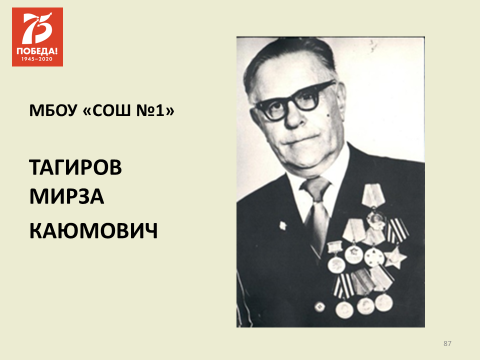 75
ПОБЕДА!
1945–2020
МБОУ «СОШ №1»
ТАГИРОВ
МИРЗА
КАЮМОВИЧ
87